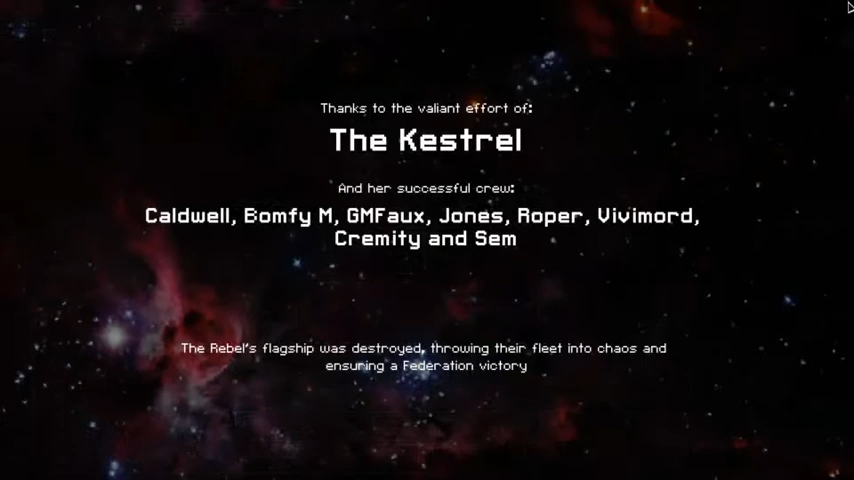 Thanks to the valiant effort of:
The Kestrel
And her successful crew:
Caldwell, Bomfy M, GMFaux, Jones, Roper, Vivimord,
Cremity and Sem
The Rebel's flagship was destroyed, throwing their fleet into chaos and
ensuring a Federation victory